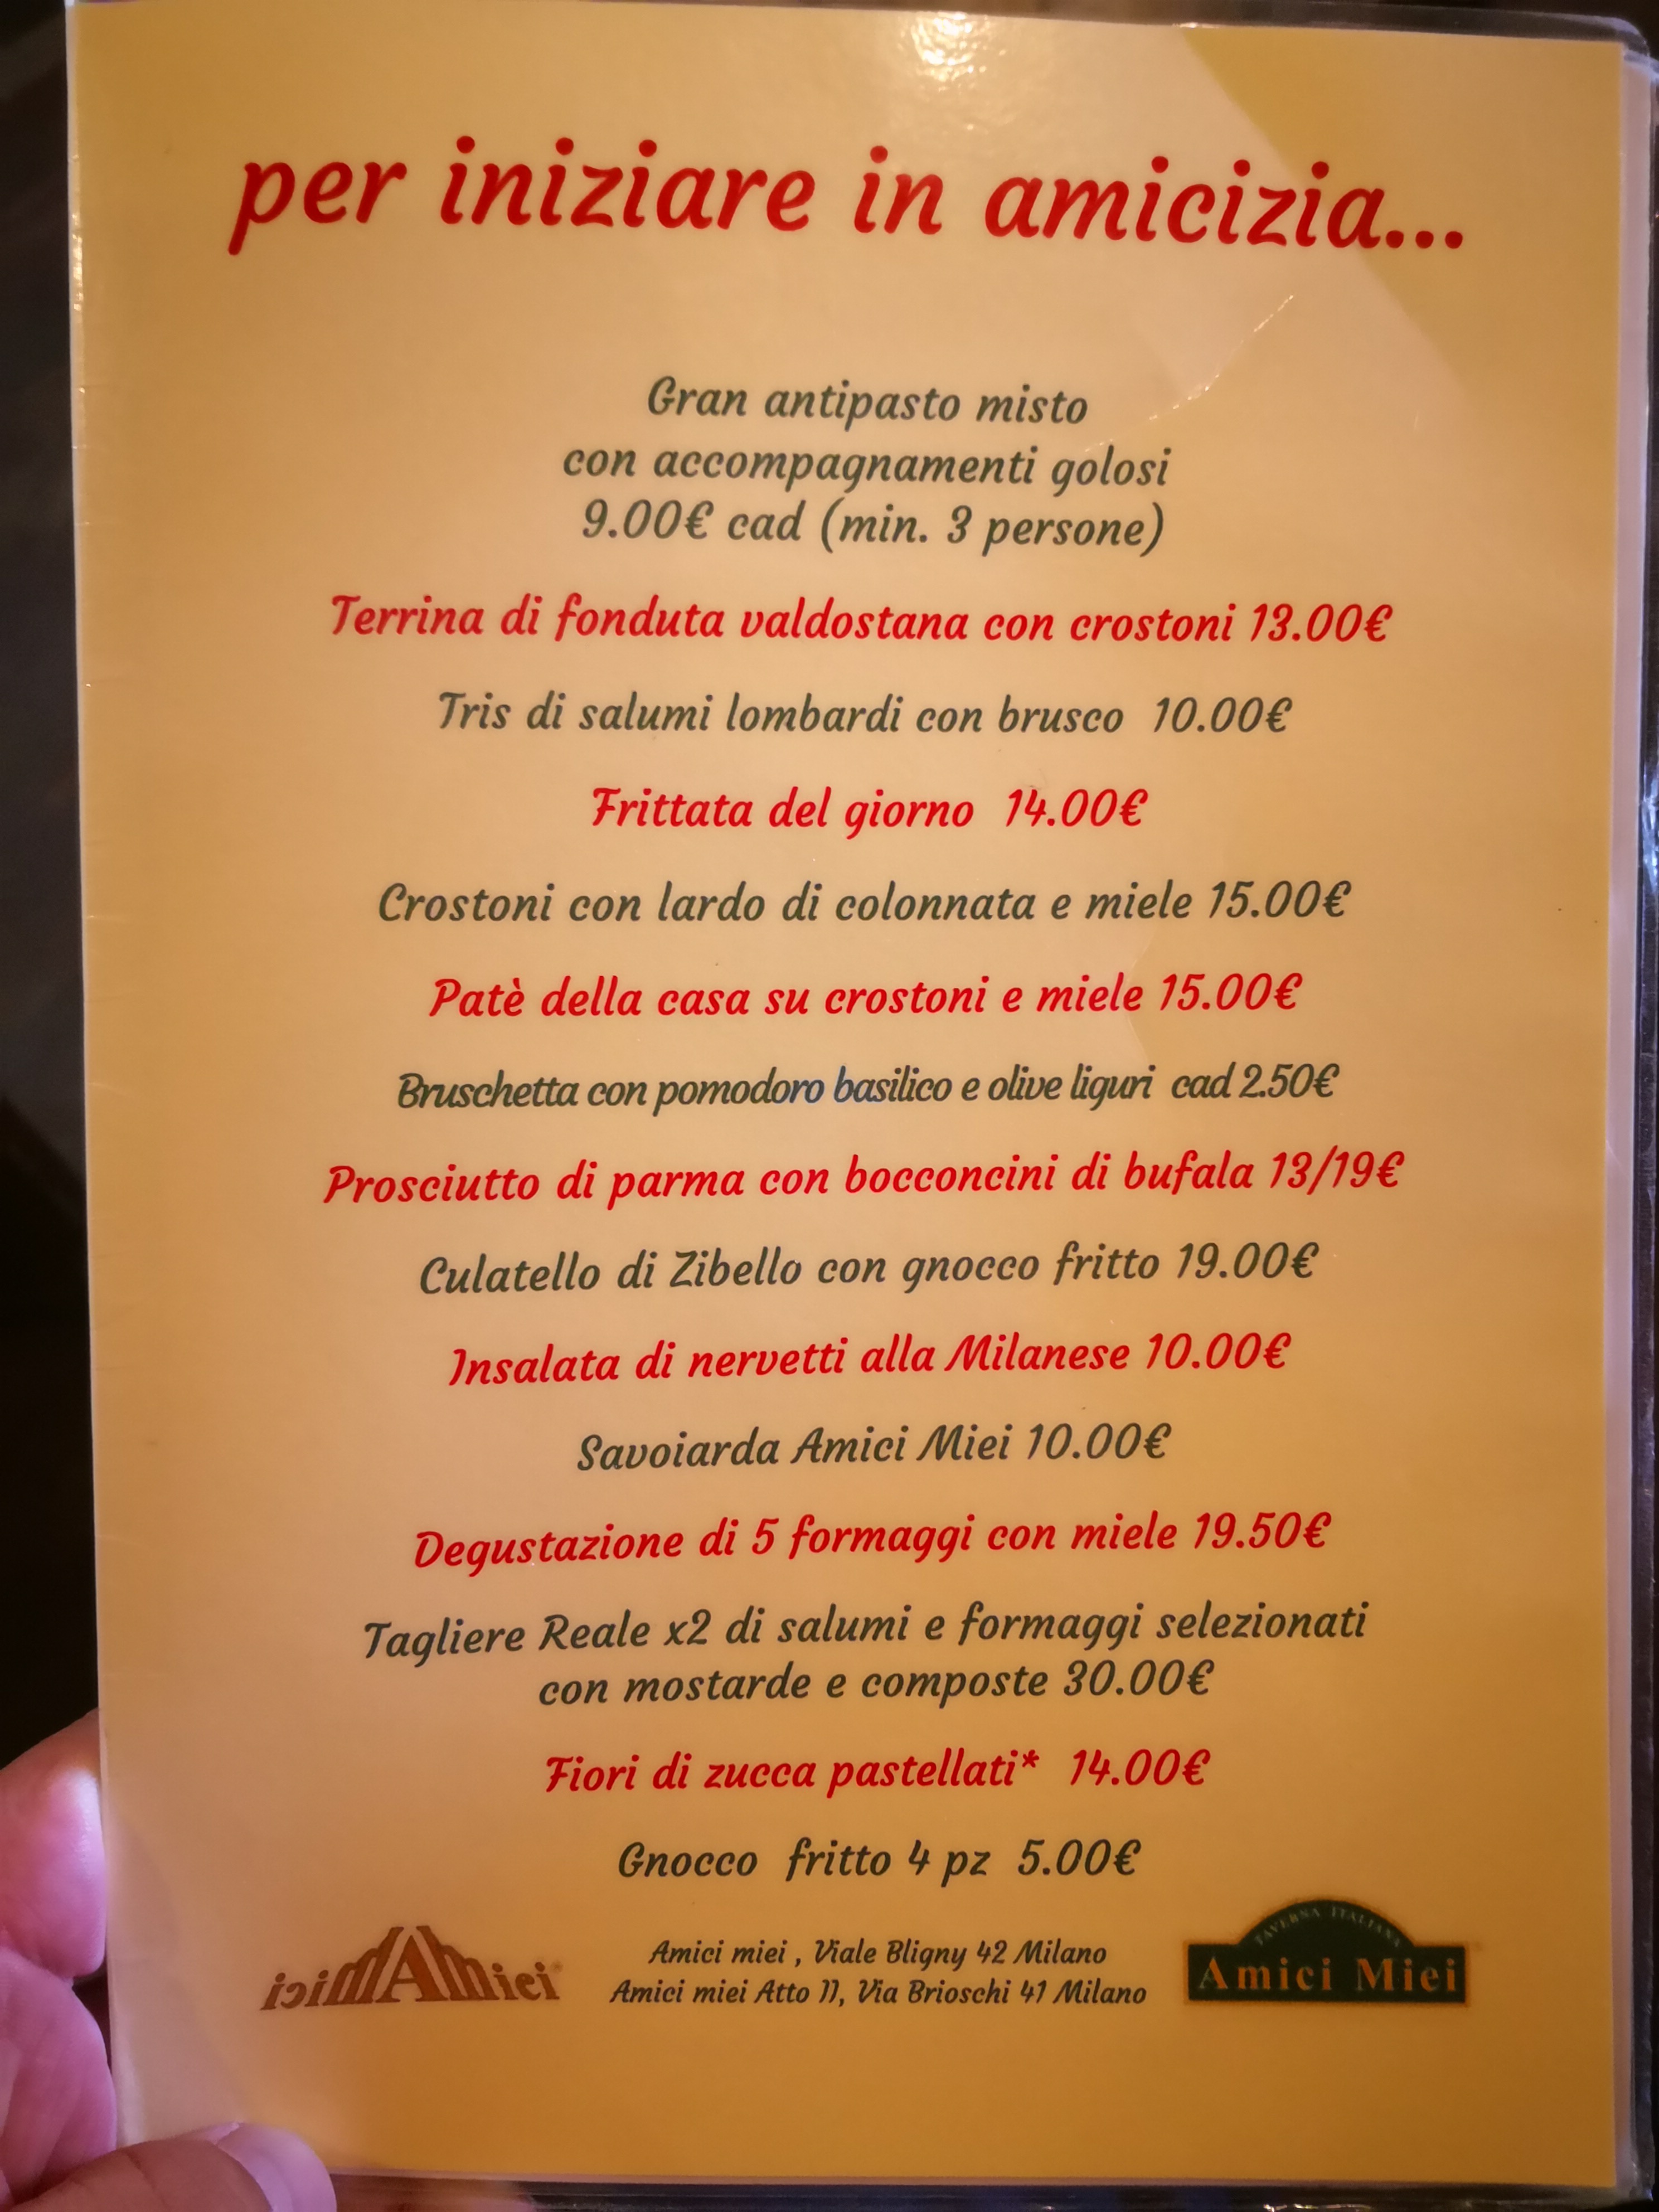 per iniziare in amicizia...
Gran antipasto misto
con accompagnamenti golosi
9.00€ cad (min. 3 persone)
Terrina di fonduta valdostana con crostoni 13.00€
Tris di salumi lombardi con brusco 10.00€
Frittata del giorno 14.00€
Crostoni con lardo di colonnata e miele 15.00€
Patè della casa su crostoni e miele 15.00€
Bruschetta con pomodoro basilico e olive liguri cad 2.50€
Prosciutto di parma con bocconcini di bufala 13/19€
Culatello di Zibello con gnocco fritto 19.00€
Insalata di nervetti alla Milanese 10.00€
Savoiarda Amici Miei 10.00€
Degustazione di 5 formaggi con miele 19.50€
Tagliere Reale x2 di salumi e formaggi selezionati
con mostarde e composte 30.00€
Fiori di zucca pastellati* 14.00€
Gnocco fritto 4 pz 5.00€
Amici miei , Viale Bligny 42 Milano
Amici miei Atto II, Via Brioschi 41 Milano
TAVERNA ITALIANA
Amici Miei